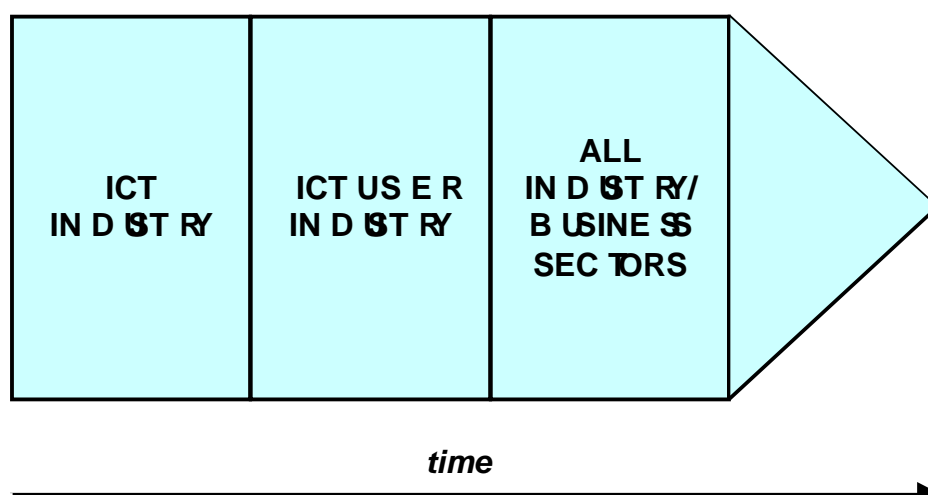 ICT
INDUSTRY
ICT USER
INDUSTRY
ALL
INDUSTRY/
BUSINESS
SECTORS
time